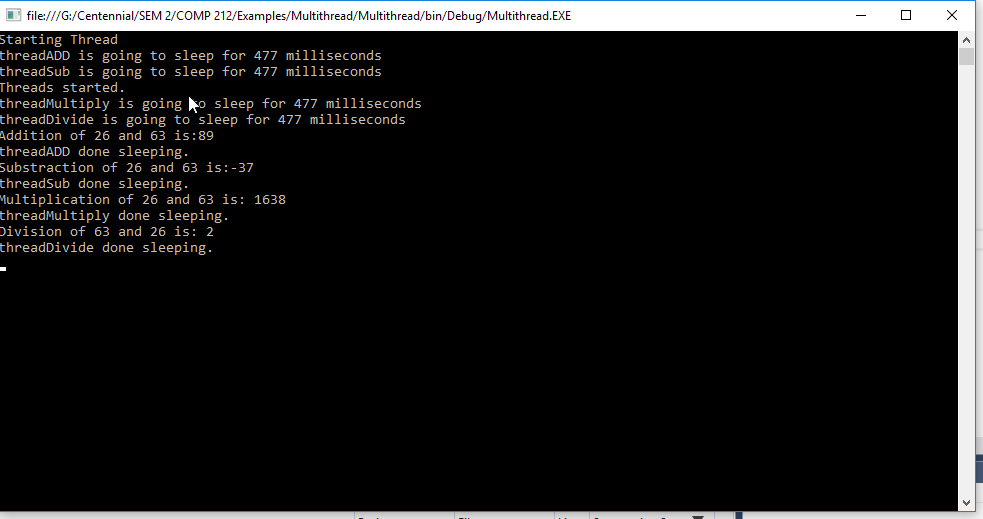 file:///G:/Centennial/SEM 2/COMP 212/Examples/Multithread/Multithread/bin/Debug/Multithread.EXE
Starting Thread
threadADD is going to sleep for 477 milliseconds
threadSub is going to sleep for 477 milliseconds
Threads started.
threadMultiply is going to sleep for 477 milliseconds
threadDivide is going to sleep for 477 milliseconds
Addition of 26 and 63 is:89
threadADD done sleeping.
Substraction of 26 and 63 is:-37
threadSub done sleeping.
Multiplication of 26 and 63 is: 1638
threadMultiply done sleeping.
Division of 63 and 26 is: 2
threadDivide done sleeping.